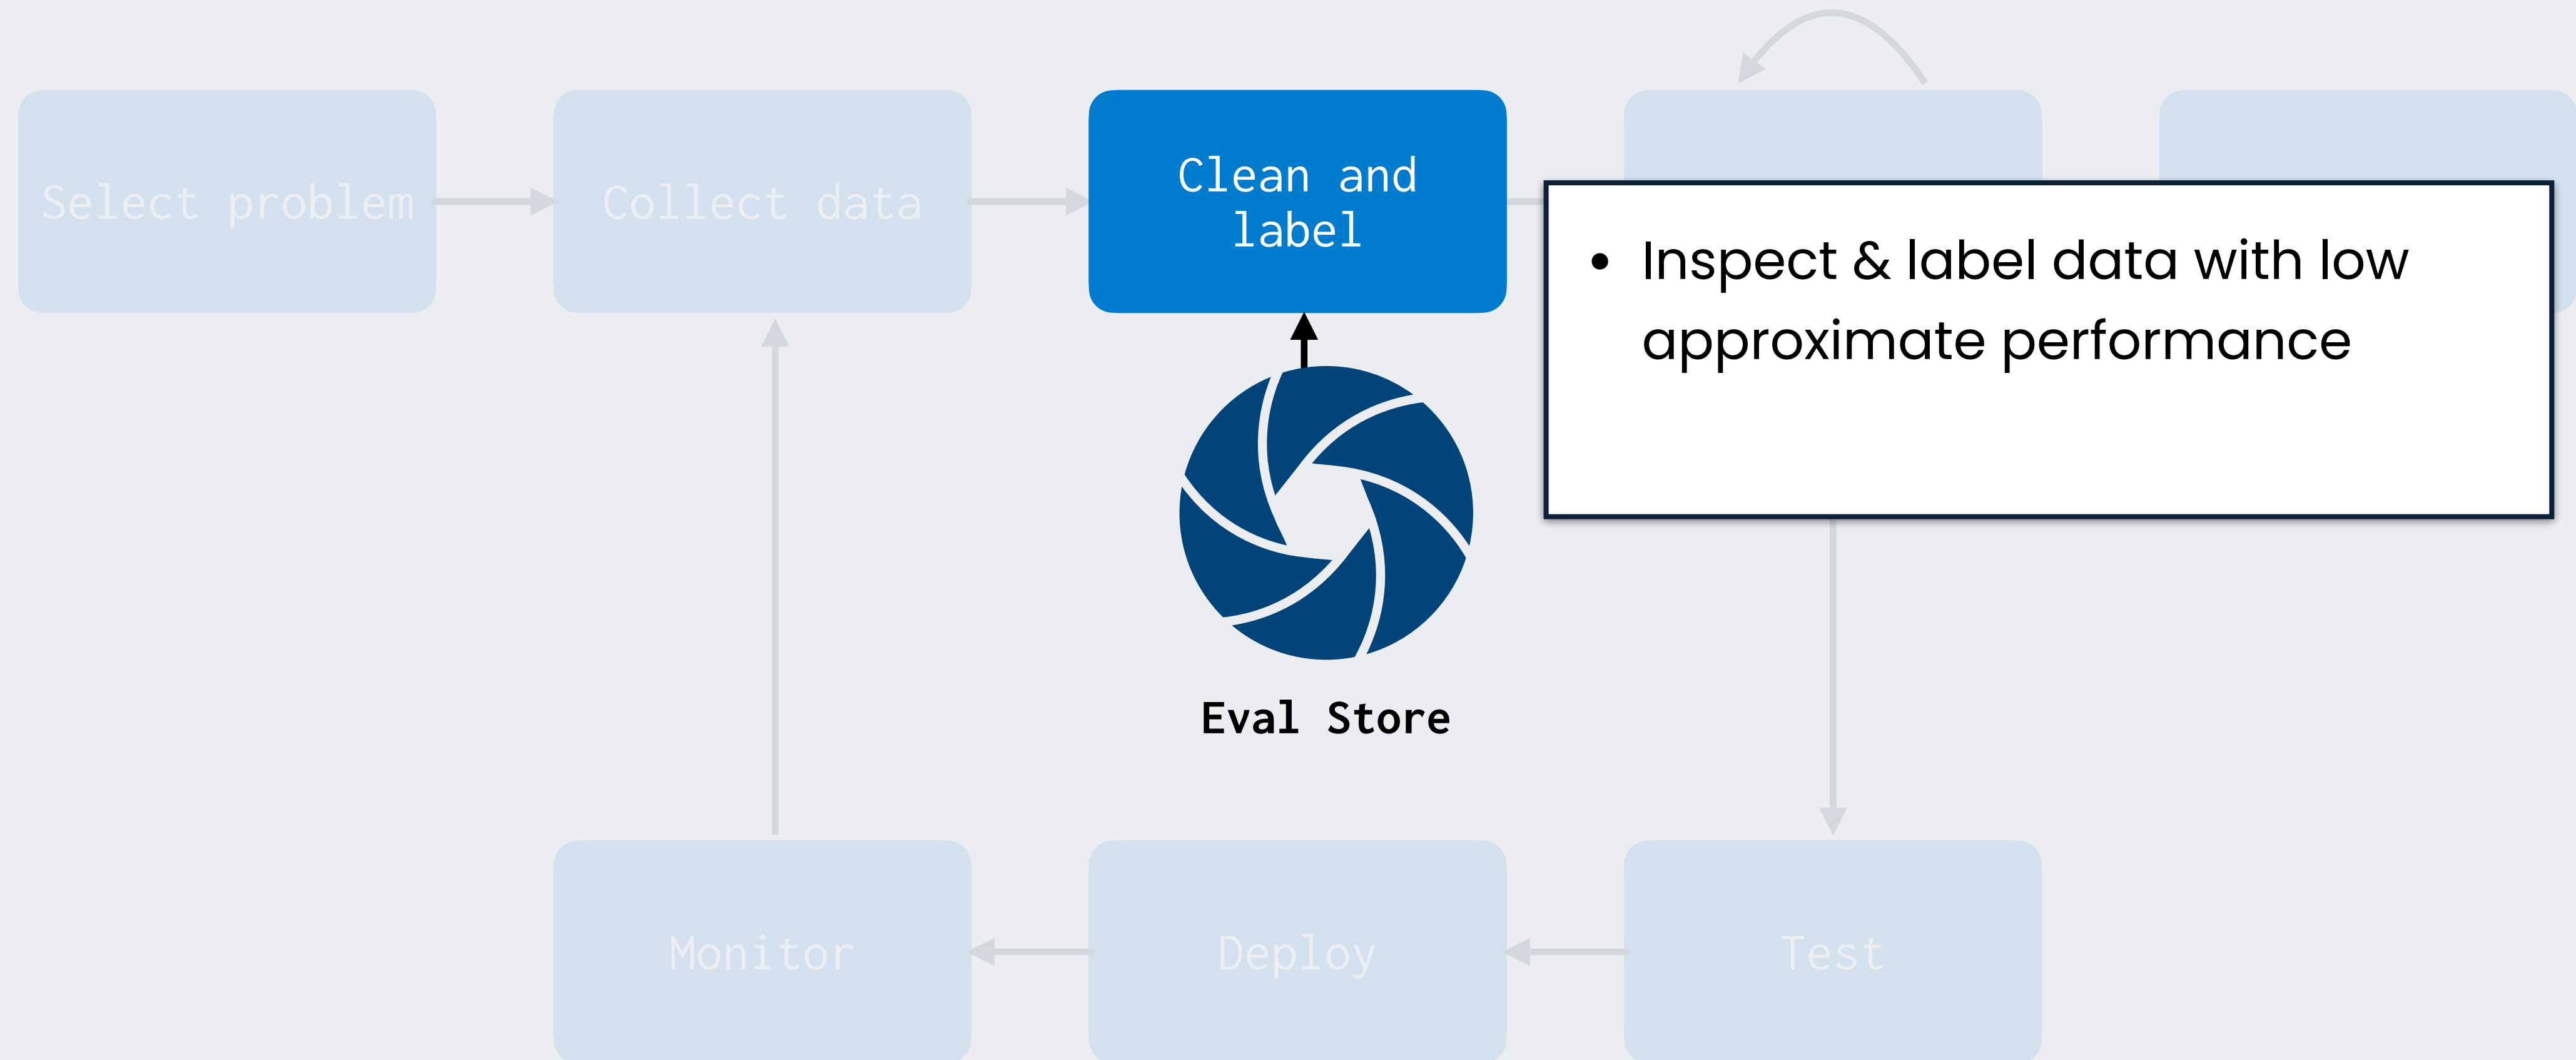 Select problem
Collect data
Clean and
label
• Inspect & label data with low
approximate performance
Eval Store
Monitor
Deploy
Test